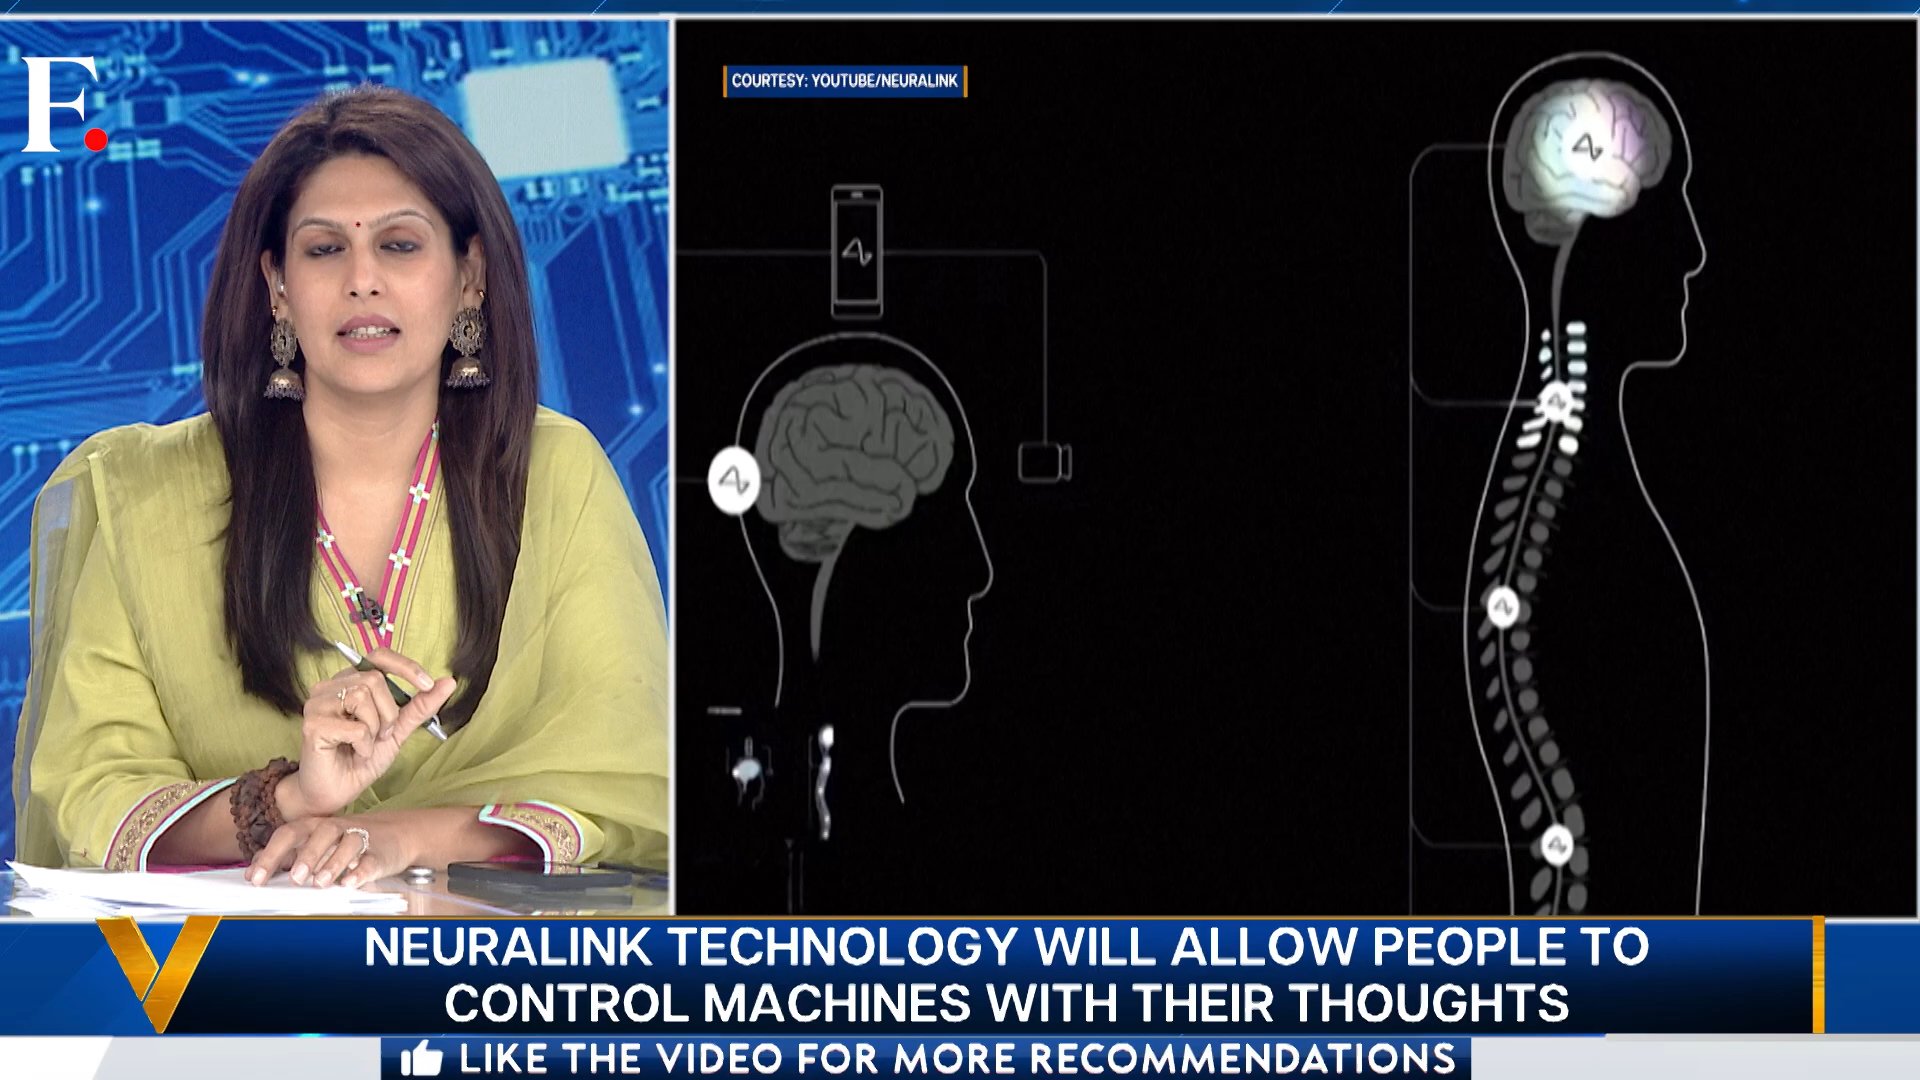 F.
COURTESY: YOUTUBE/NEURALINK
NEURALINK TECHNOLOGY WILL ALLOW PEOPLE TO
CONTROL MACHINES WITH THEIR THOUGHTS
LIKE THE VIDEO FOR MORE RECOMMENDATIONS